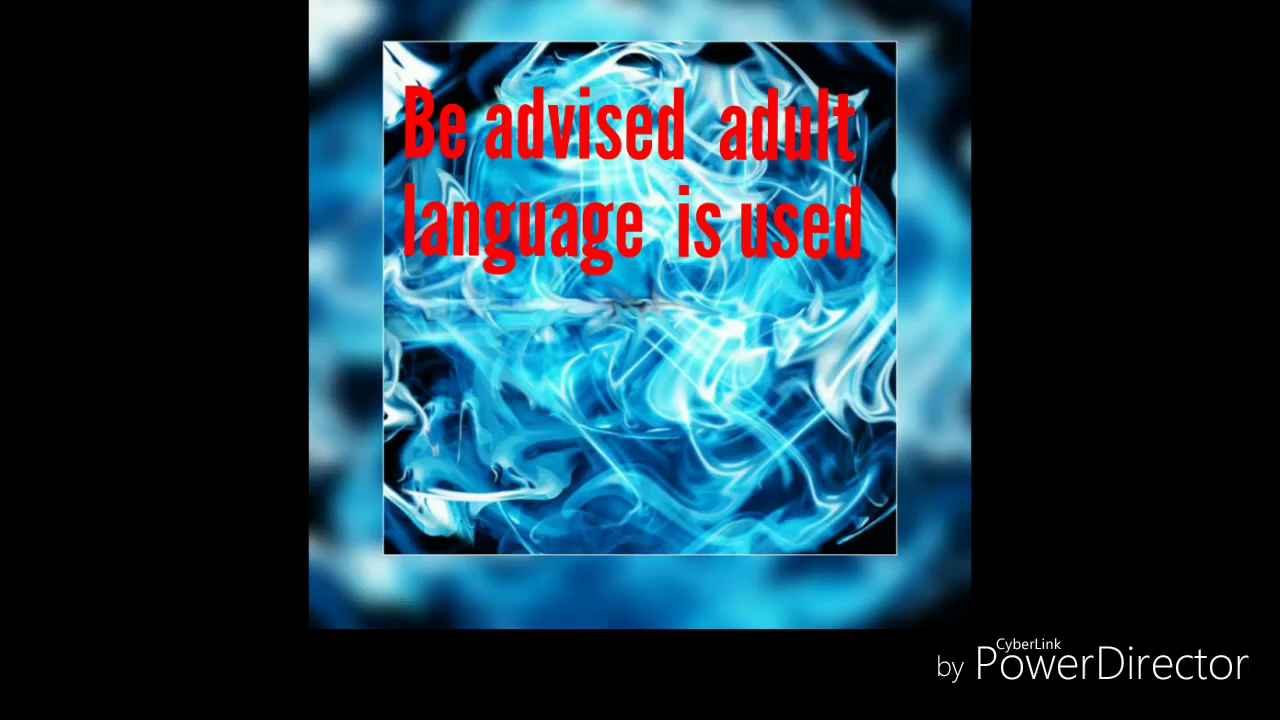 Be advised adult
language is used
CyberLink
by PowerDirector